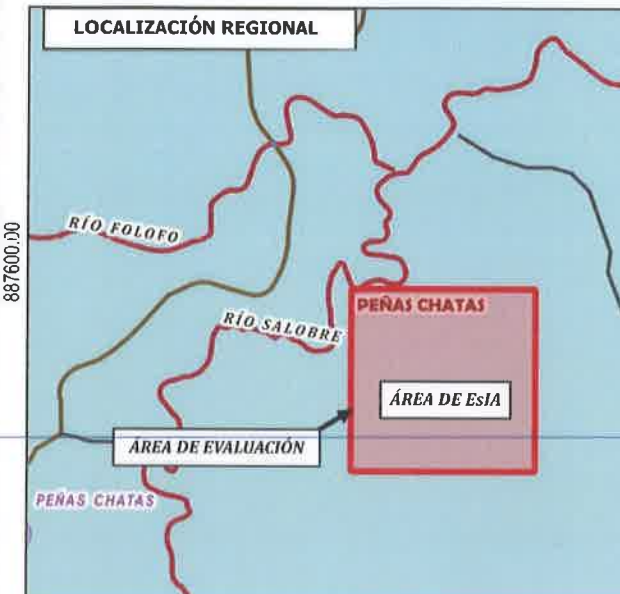 LOCALIZACIÓN REGIONAL
RÍO FOLOFO
887600.00
PEÑAS CHATAS
RÍO SALOBRE
ÁREA DE EsIA
ÁREA DE EVALUACIÓN
PEÑAS CHATAS